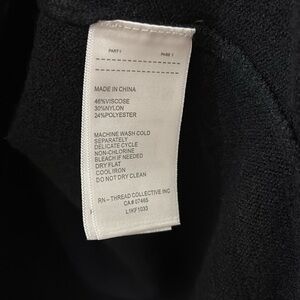 PART 1 PARE 1
MADE IN CHINA
46%VISCOSE
30%NYLON
24%POLYESTER
MACHINE WASH COLD
SEPARATELY
DELICATE CYCLE
NON-CHLORINE
BLEACH IF NEEDED
DRY FLAT
COOL IRON
DO NOT DRY CLEAN
RN – THREAD COLLECTIVE INC
CA# 07465
L1KF1033